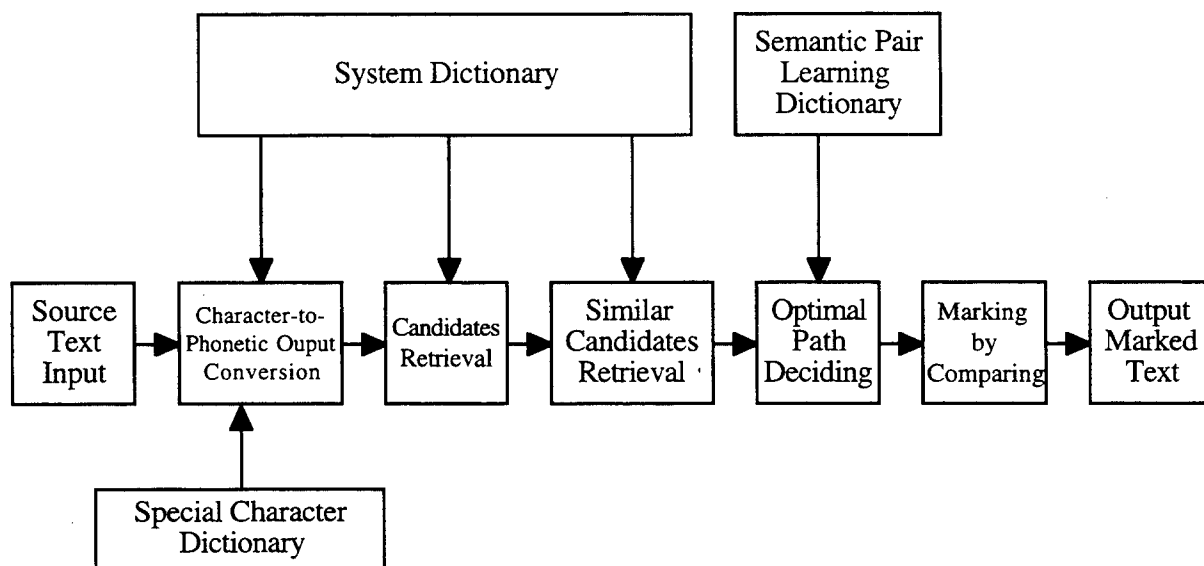 System Dictionary
Semantic Pair
Learning
Dictionary
Source
Text
Input
Character-to-
Phonetic Ouput
Conversion
Candidates
Retrieval
Similar
Candidates
Retrieval
Optimal
Path
Deciding
Marking
by
Comparing
Output
Marked
Text
Special Character
Dictionary